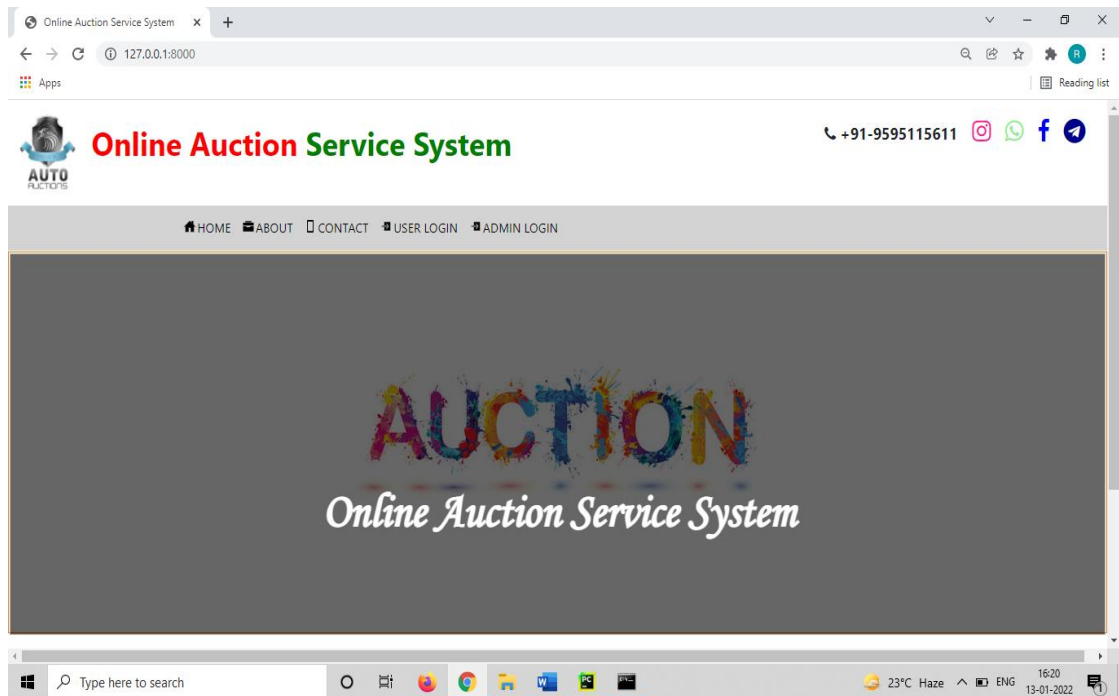 Online Auction Service System
127.0.0.1:8000
Apps
Reading list
AUTO
AUCTIONS
Online Auction Service System
+91-9595115611
HOME ABOUT CONTACT USER LOGIN ADMIN LOGIN
AUCTION
Online Auction Service System
Type here to search
23°C Haze
ENG
16:20
13-01-2022
R
W
PC
1